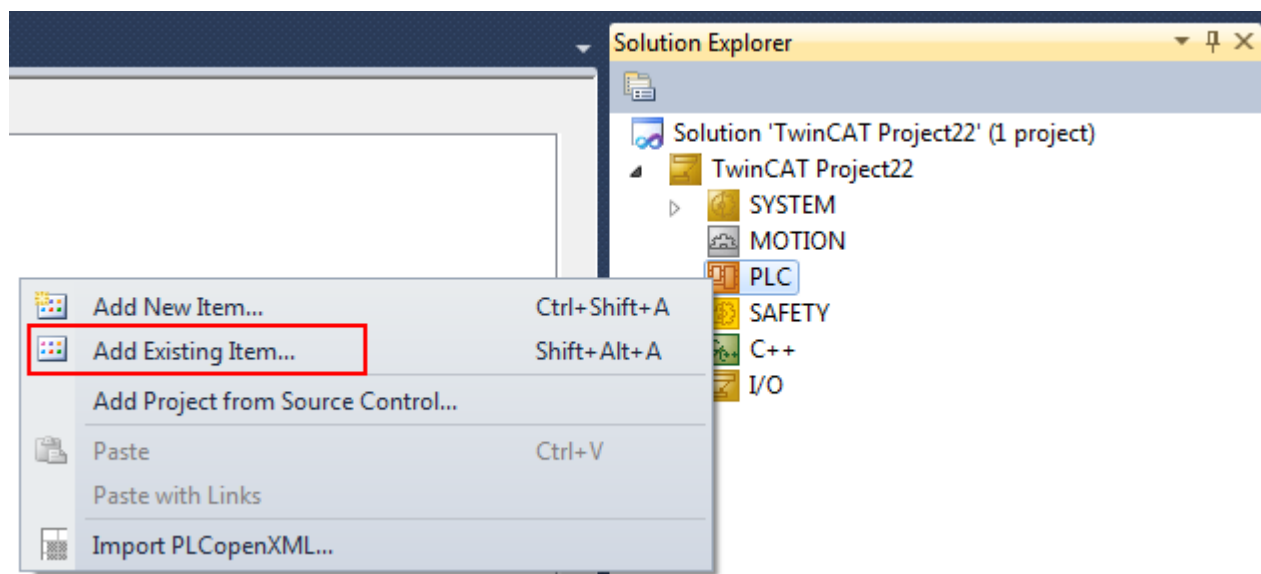 Solution Explorer
Solution 'TwinCAT Project22' (1 project)
TwinCAT Project22
SYSTEM
MOTION
PLC
SAFETY
C++
I/O
Add New Item... Ctrl+Shift+A
Add Existing Item... Shift+Alt+A
Add Project from Source Control...
Paste Ctrl+V
Paste with Links
Import PLCopenXML...